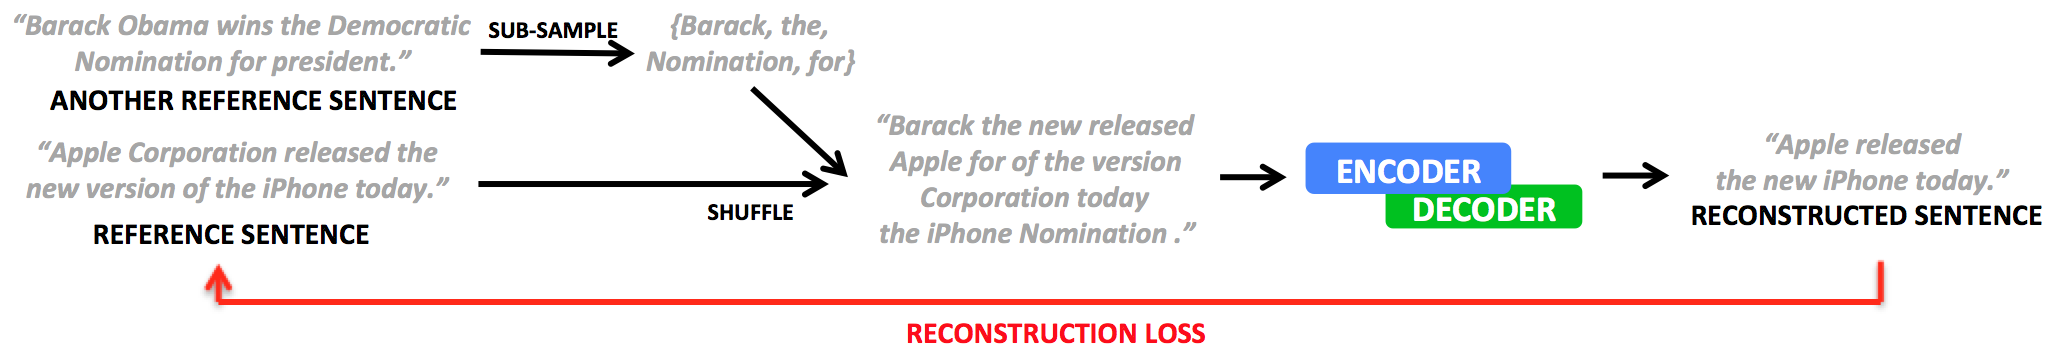 “Barack Obama wins the Democratic
Nomination for president.”
ANOTHER REFERENCE SENTENCE
SUB-SAMPLE
{Barack, the,
Nomination, for}
“Apple Corporation released the
new version of the iPhone today.”
REFERENCE SENTENCE
SHUFFLE
“Barack the new released
Apple for of the version
Corporation today
the iPhone Nomination .”
ENCODER
DECODER
“Apple released
the new iPhone today.”
RECONSTRUCTED SENTENCE
RECONSTRUCTION LOSS